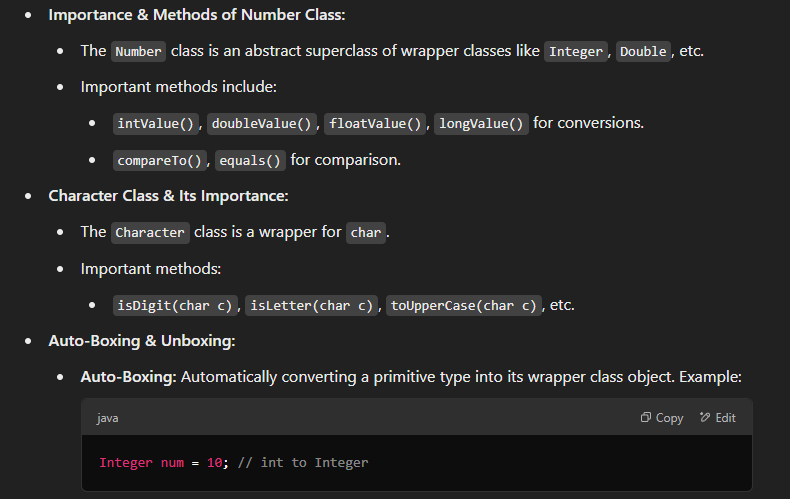 Importance & Methods of Number Class:
The Number class is an abstract superclass of wrapper classes like Integer, Double, etc.
Important methods include:
intValue(), doubleValue(), floatValue(), longValue() for conversions.
compareTo(), equals() for comparison.
Character Class & Its Importance:
The Character class is a wrapper for char.
Important methods:
isDigit(char c), isLetter(char c), toUpperCase(char c), etc.
Auto-Boxing & Unboxing:
Auto-Boxing: Automatically converting a primitive type into its wrapper class object. Example:
java Copy Edit
Integer num = 10; // int to Integer